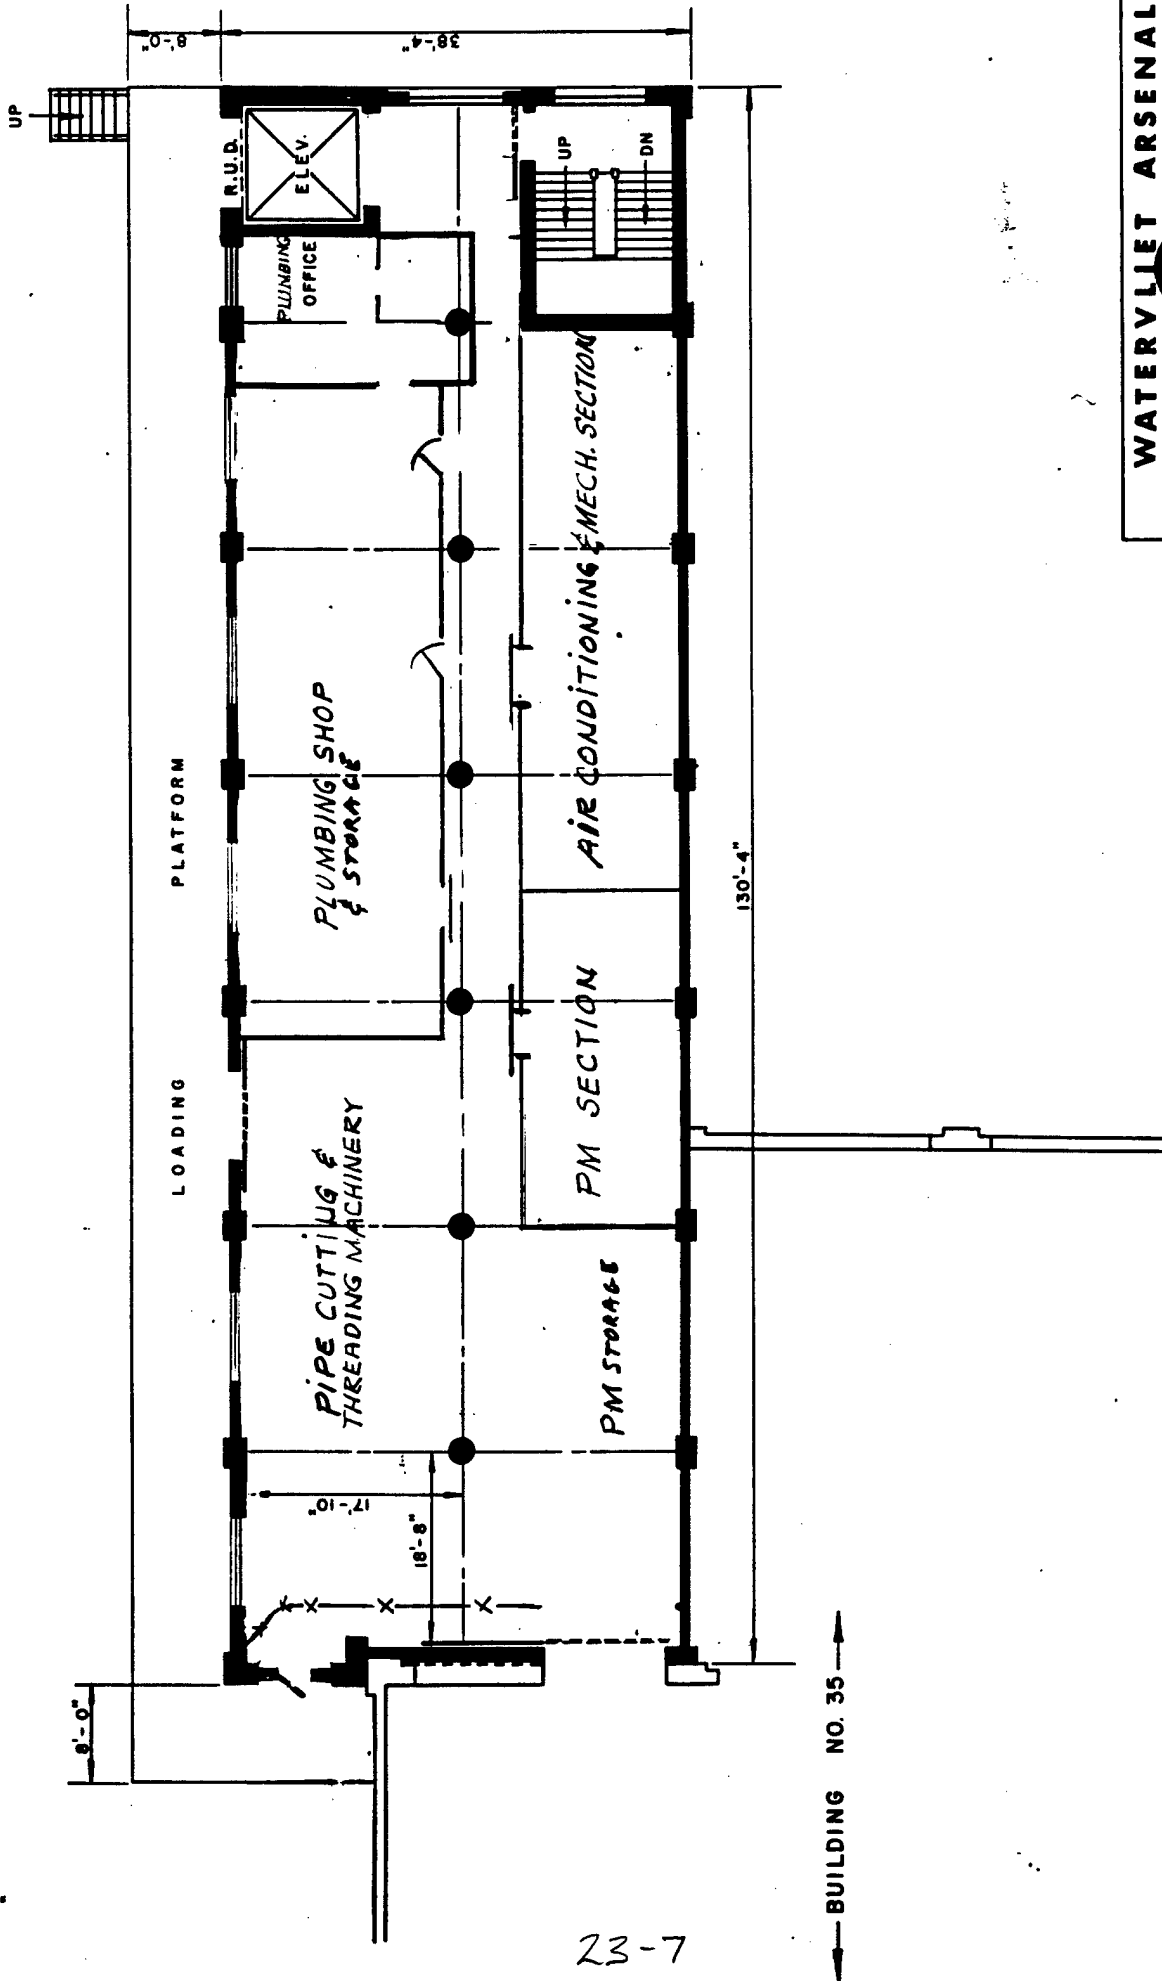 UP
8'-0"
38'-4"
R.U.D.
ELEV.
PLUMBING
OFFICE
UP
DN
LOADING PLATFORM
PLUMBING SHOP
& STORAGE
AIR CONDITIONING & MECH. SECTION
PIPE CUTTING &
THREADING MACHINERY
PM SECTION
PM STORAGE
17'-10"
18'-8"
130'-4"
8'-0"
BUILDING NO. 35
WATERVLIET ARSENAL
23-7